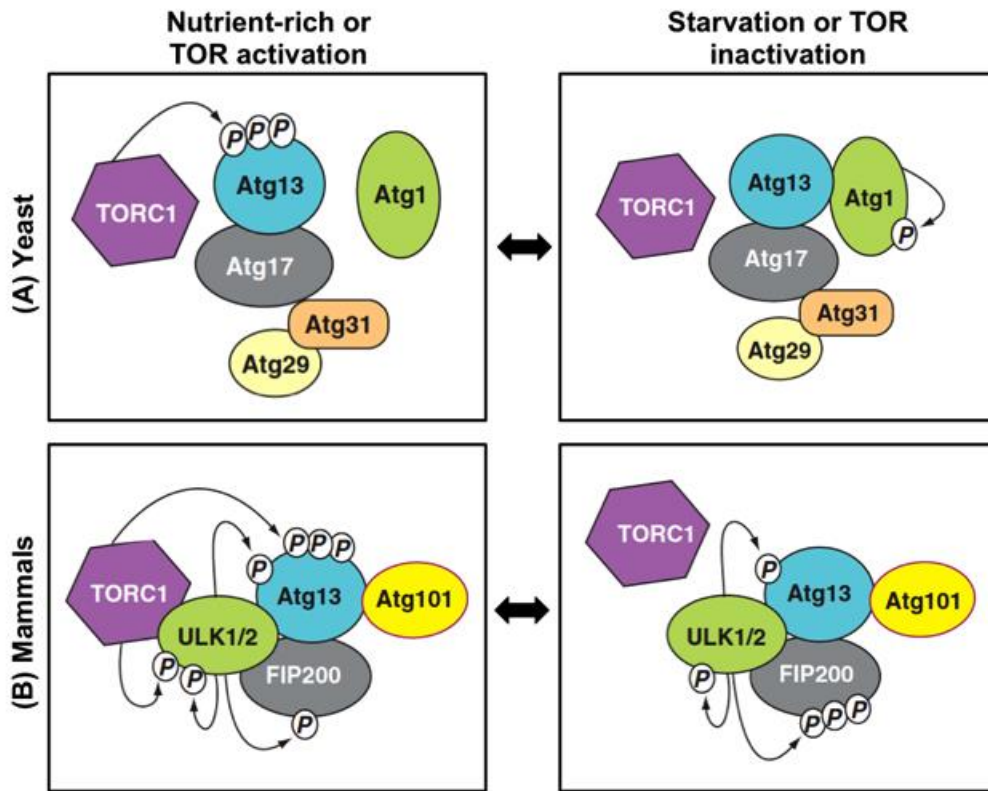 Nutrient-rich or
TOR activation
Starvation or TOR
inactivation
(A) Yeast
P P P
TORC1
Atg13
Atg1
Atg17
Atg31
Atg29
TORC1
Atg13
Atg1
P
Atg17
Atg31
Atg29
(B) Mammals
P P P
P
TORC1
Atg13
Atg101
ULK1/2
FIP200
P
P
P
TORC1
P
Atg13
Atg101
ULK1/2
FIP200
P
P P P